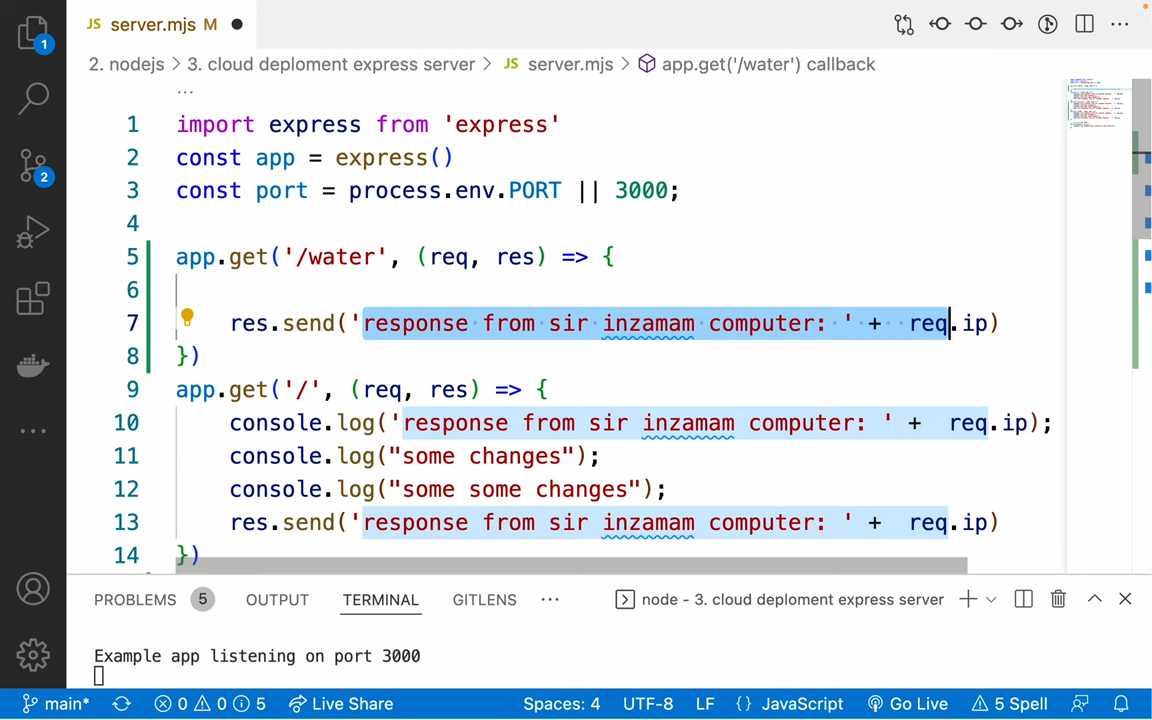 JS server.mjs M
1
2. nodejs > 3. cloud deploment express server > JS server.mjs > app.get('/water') callback
...
1 import express from 'express'
2 const app = express()
3 const port = process.env.PORT || 3000;
4
5 app.get('/water', (req, res) => {
6
7 res.send('response from sir inzamam computer: ' +  req.ip)
8 })
9 app.get('/', (req, res) => {
10 console.log('response from sir inzamam computer: ' +  req.ip);
11 console.log("some changes");
12 console.log("some some changes");
13 res.send('response from sir inzamam computer: ' +  req.ip)
14 })
2
PROBLEMS 5 OUTPUT TERMINAL GITLENS ... node - 3. cloud deploment express server
Example app listening on port 3000
main* 0 0 5 Live Share Spaces: 4 UTF-8 LF {} JavaScript Go Live 5 Spell